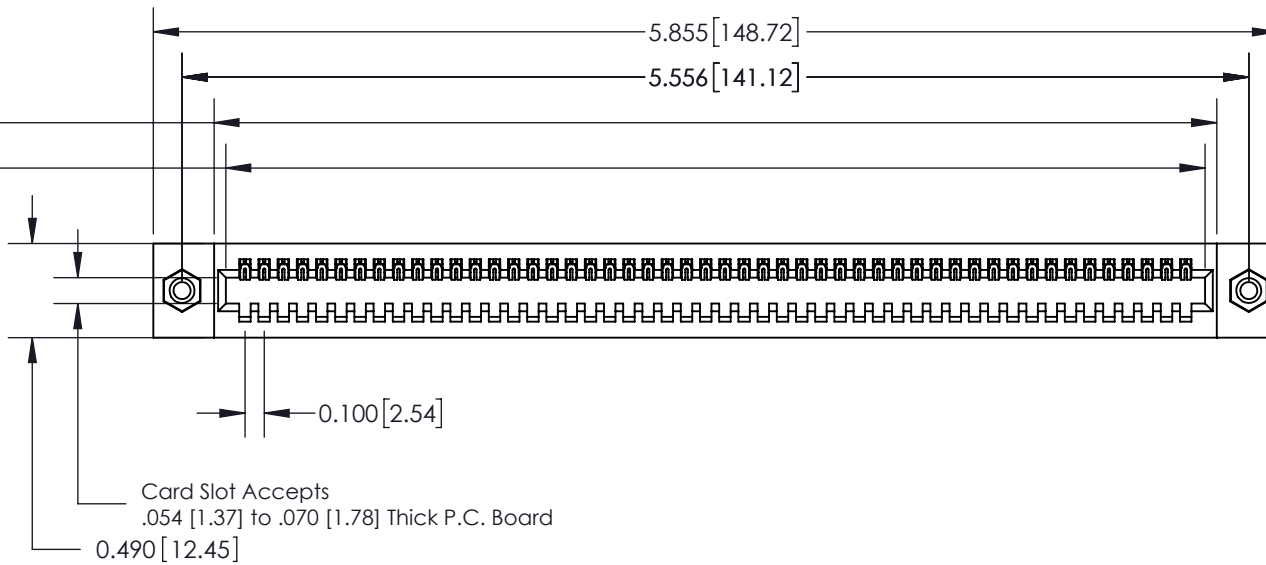 5.855[148.72]
5.556[141.12]
0.100[2.54]
Card Slot Accepts
.054 [1.37] to .070 [1.78] Thick P.C. Board
0.490[12.45]